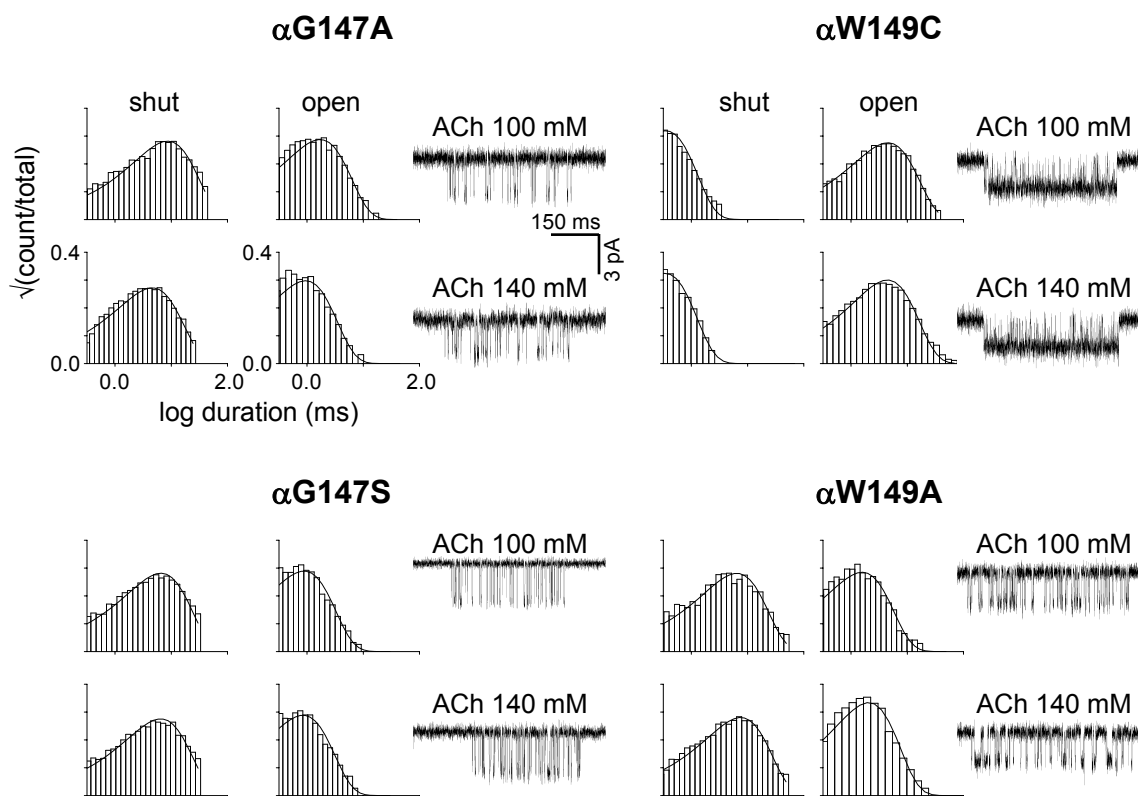 αG147A
αW149C
shut
open
ACh 100 mM
shut
open
ACh 100 mM
150 ms
3 pA
√(count/total)
0.4
0.4
ACh 140 mM
ACh 140 mM
0.0
0.0
0.0
2.0
0.0
2.0
log duration (ms)
αG147S
αW149A
ACh 100 mM
ACh 100 mM
ACh 140 mM
ACh 140 mM